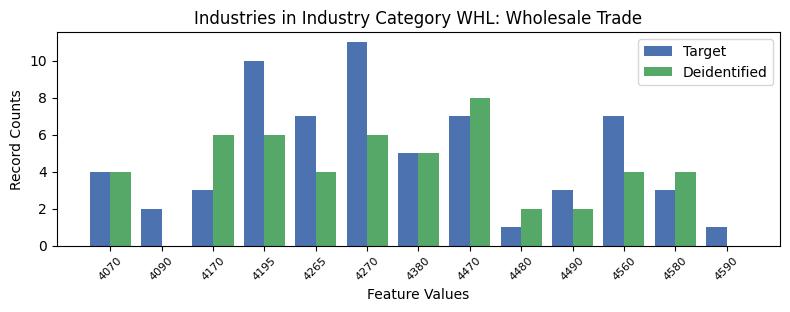 Industries in Industry Category WHL: Wholesale Trade
Target
Deidentified
Record Counts
10
8
6
4
2
0
4070 4090 4170 4195 4265 4270 4380 4470 4480 4490 4560 4580 4590
Feature Values